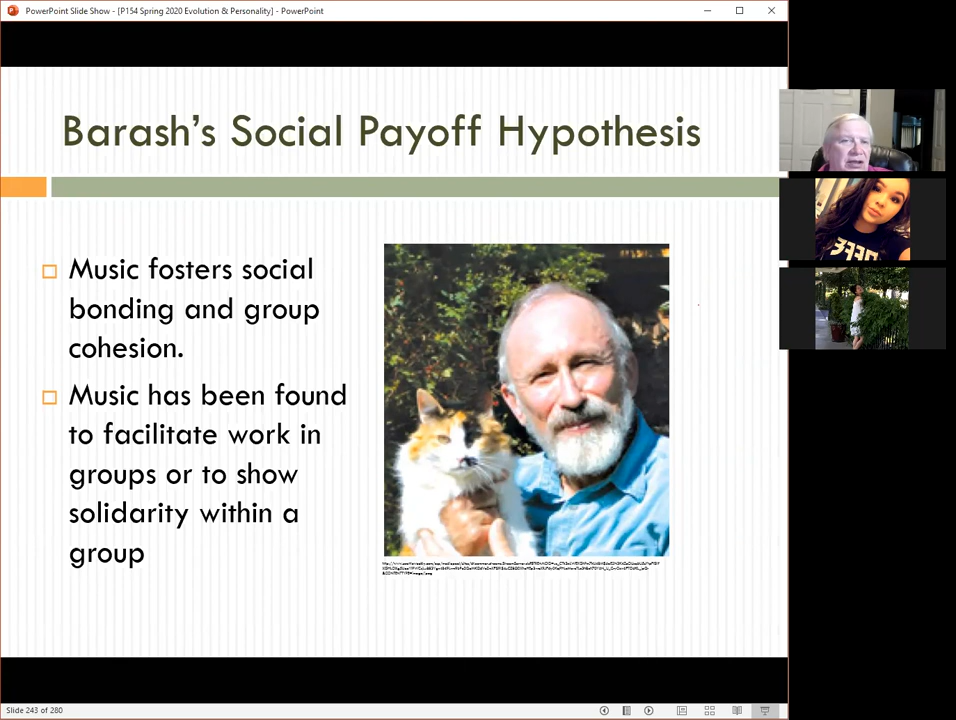 PowerPoint Slide Show - [P154 Spring 2020 Evolution & Personality] - PowerPoint
Barash's Social Payoff Hypothesis
Music fosters social
bonding and group
cohesion.
Music has been found
to facilitate work in
groups or to show
solidarity within a
group
Slide 243 of 280